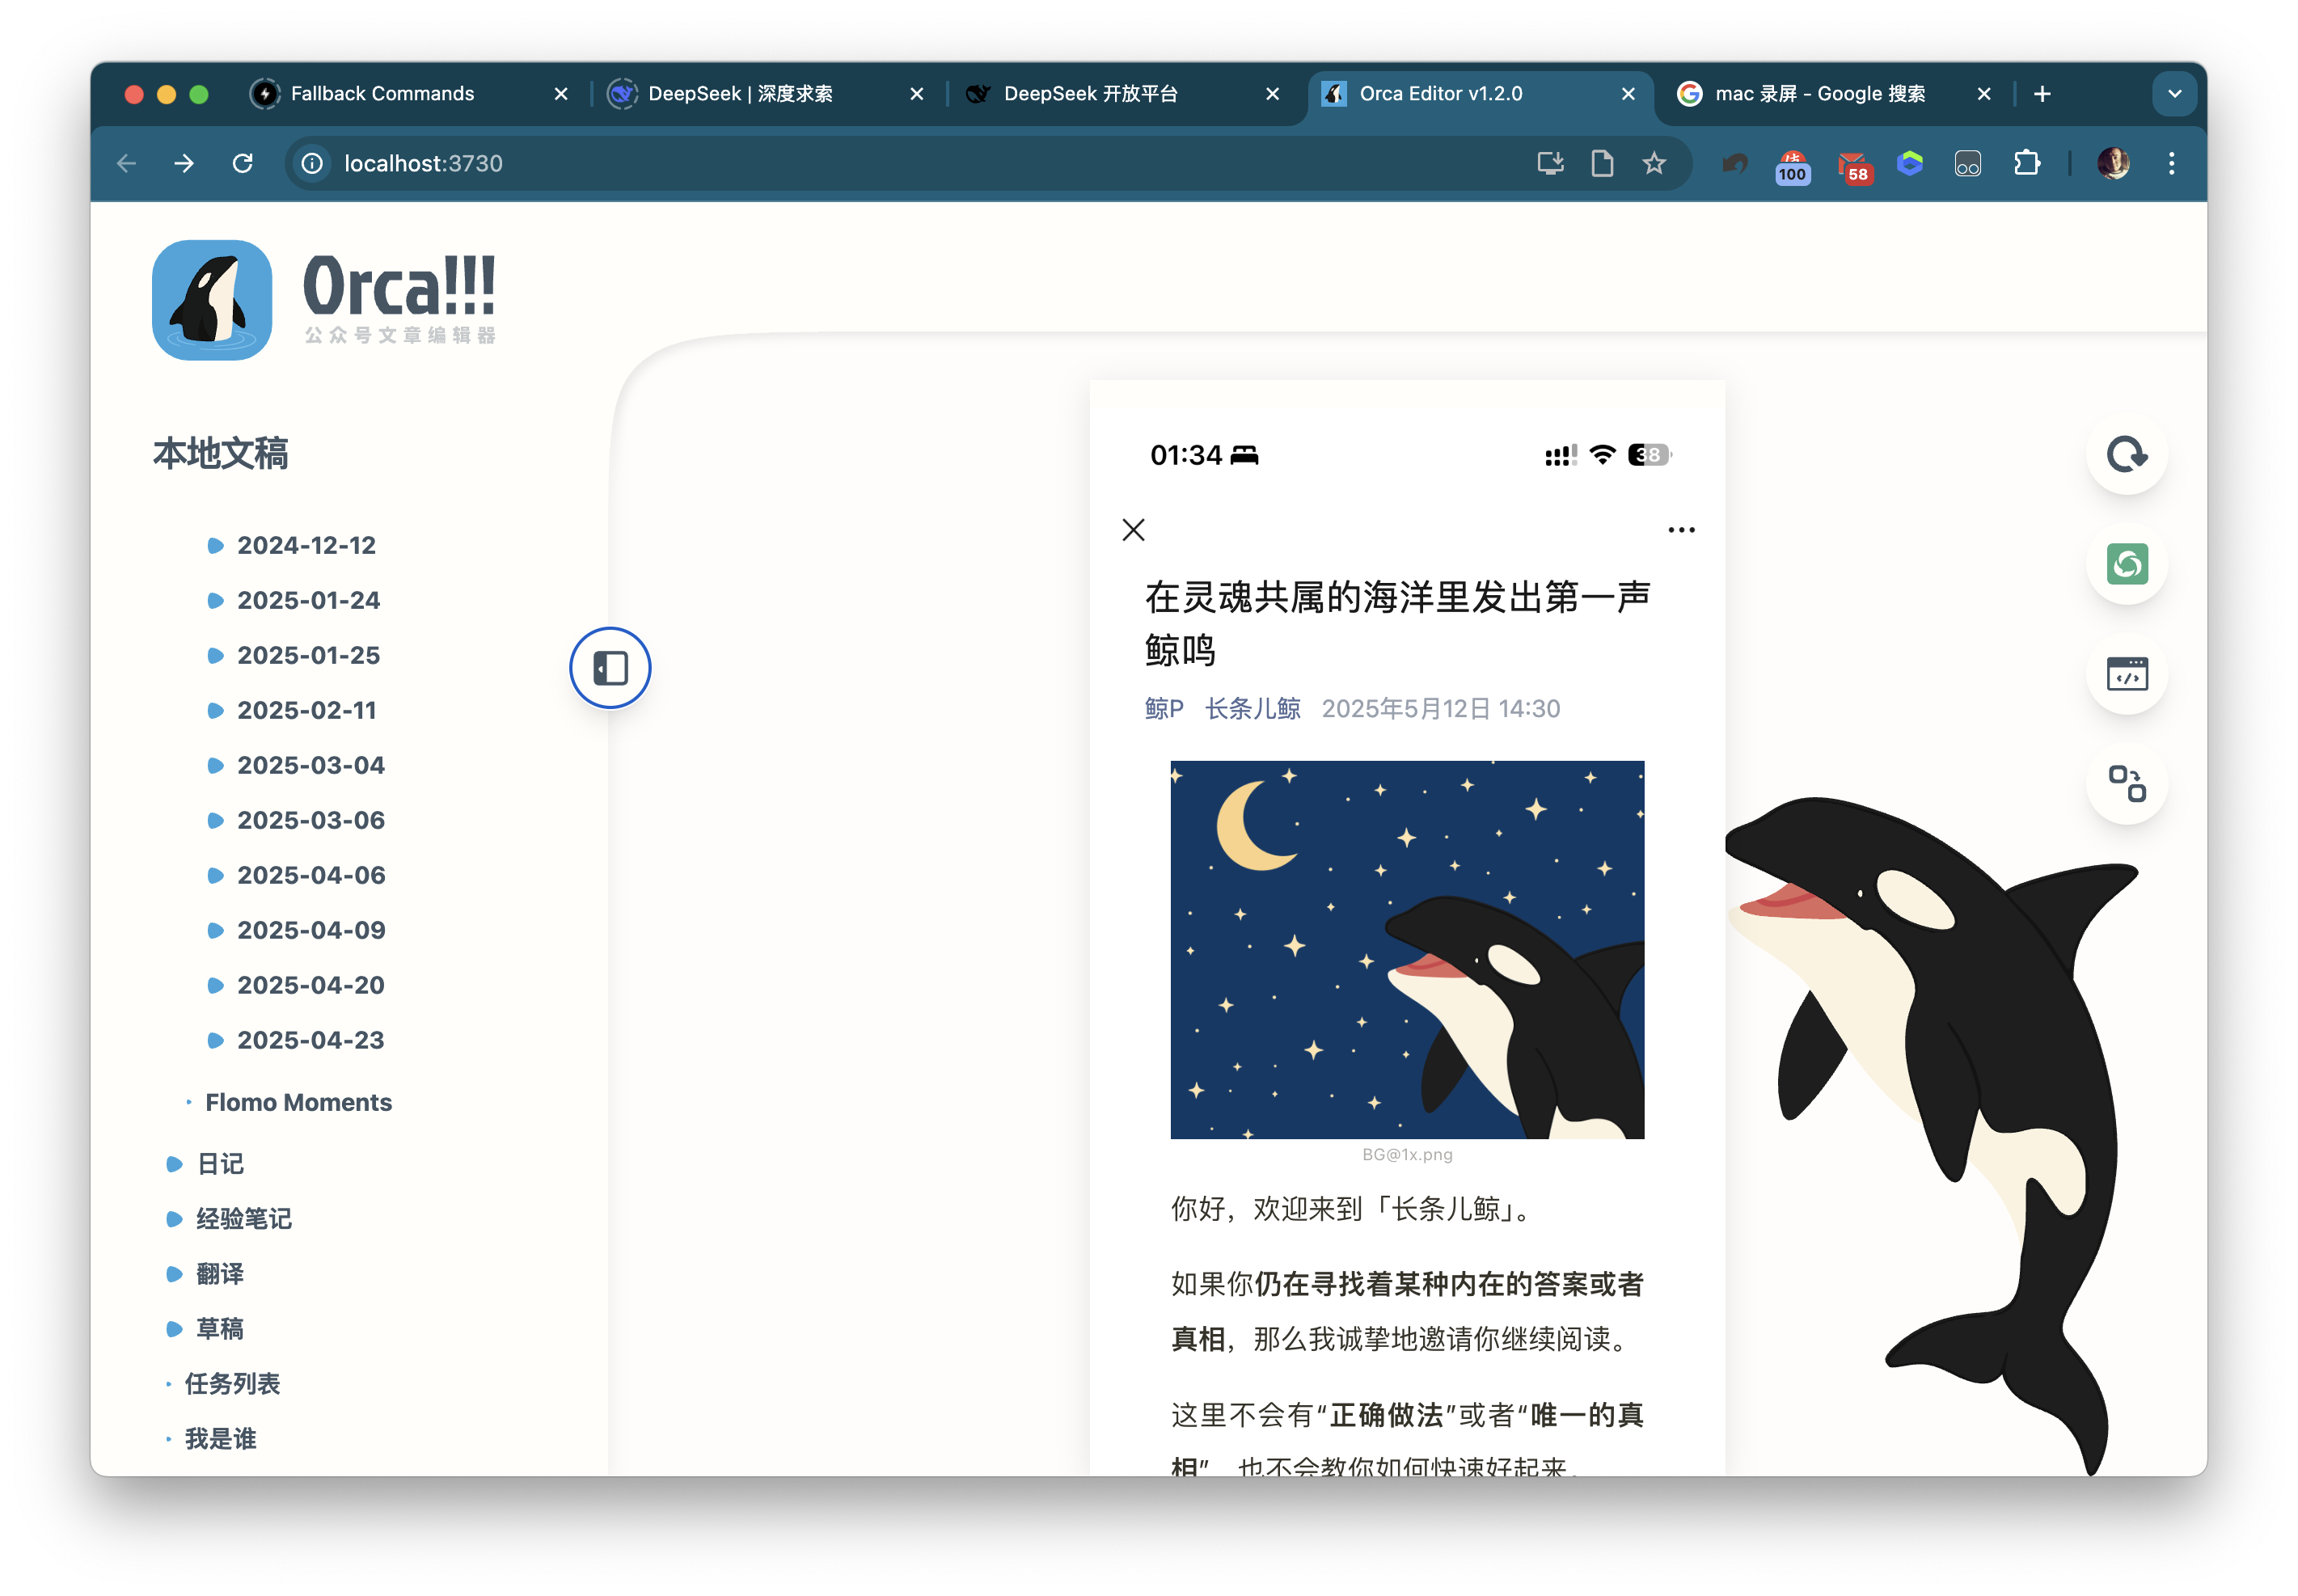 Fallback Commands
DeepSeek | 深度求索
DeepSeek 开放平台
Orca Editor v1.2.0
mac 录屏 - Google 搜索
localhost:3730
100
58
Orca!!!
公众号文章编辑器
本地文稿
2024-12-12
2025-01-24
2025-01-25
2025-02-11
2025-03-04
2025-03-06
2025-04-06
2025-04-09
2025-04-20
2025-04-23
Flomo Moments
日记
经验笔记
翻译
草稿
任务列表
我是谁
01:34
38
在灵魂共属的海洋里发出第一声
鲸鸣
鲸P 长条儿鲸 2025年5月12日 14:30
BG@1x.png
你好，欢迎来到「长条儿鲸」。
如果你仍在寻找着某种内在的答案或者
真相，那么我诚挚地邀请你继续阅读。
这里不会有“正确做法”或者“唯一的真
相”，也不会教你如何快速好起来。